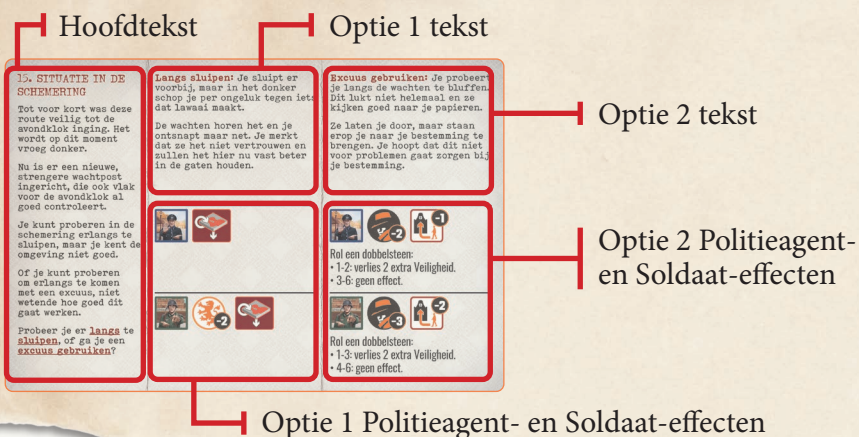 Hoofdtekst
Optie 1 tekst
15. SITUATIE IN DE
SCHEMERING
Tot voor kort was deze
route veilig tot de
avondklok inging. Het
wordt op dit moment
vroeg donker.
Nu is er een nieuwe,
strengere wachtpost
ingericht, die ook vlak
voor de avondklok al
goed controleert.
Je kunt proberen in de
schemering erlangs te
sluipen, maar je kent de
omgeving niet goed.
Of je kunt proberen
om erlangs te komen
met een excuus, niet
wetende hoe goed dit
gaat werken.
Probeer je er langs te
sluipen, of ga je een
excuus gebruiken?
Langs sluipen: Je sluipt er
voorbij, maar in het donker
schop je per ongeluk tegen iets
dat lawaai maakt.
De wachten horen het en je
ontsnapt maar net. Je merkt
dat ze het niet vertrouwen en
zullen het hier nu vast beter
in de gaten houden.
Excuus gebruiken: Je probeert
je langs de wachten te bluffen.
Dit lukt niet helemaal en ze
kijken goed naar je papieren.
Ze laten je door, maar staan
erop je naar je bestemming te
brengen. Je hoopt dat dit niet
voor problemen gaat zorgen bij
je bestemming.
Optie 2 tekst
-2
-1
Rol een dobbelsteen:
• 1-2: verlies 2 extra Veiligheid.
• 3-6: geen effect.
-2
-3
-2
Rol een dobbelsteen:
• 1-3: verlies 2 extra Veiligheid.
• 4-6: geen effect.
Optie 2 Politieagent-
en Soldaat-effecten
Optie 1 Politieagent- en Soldaat-effecten